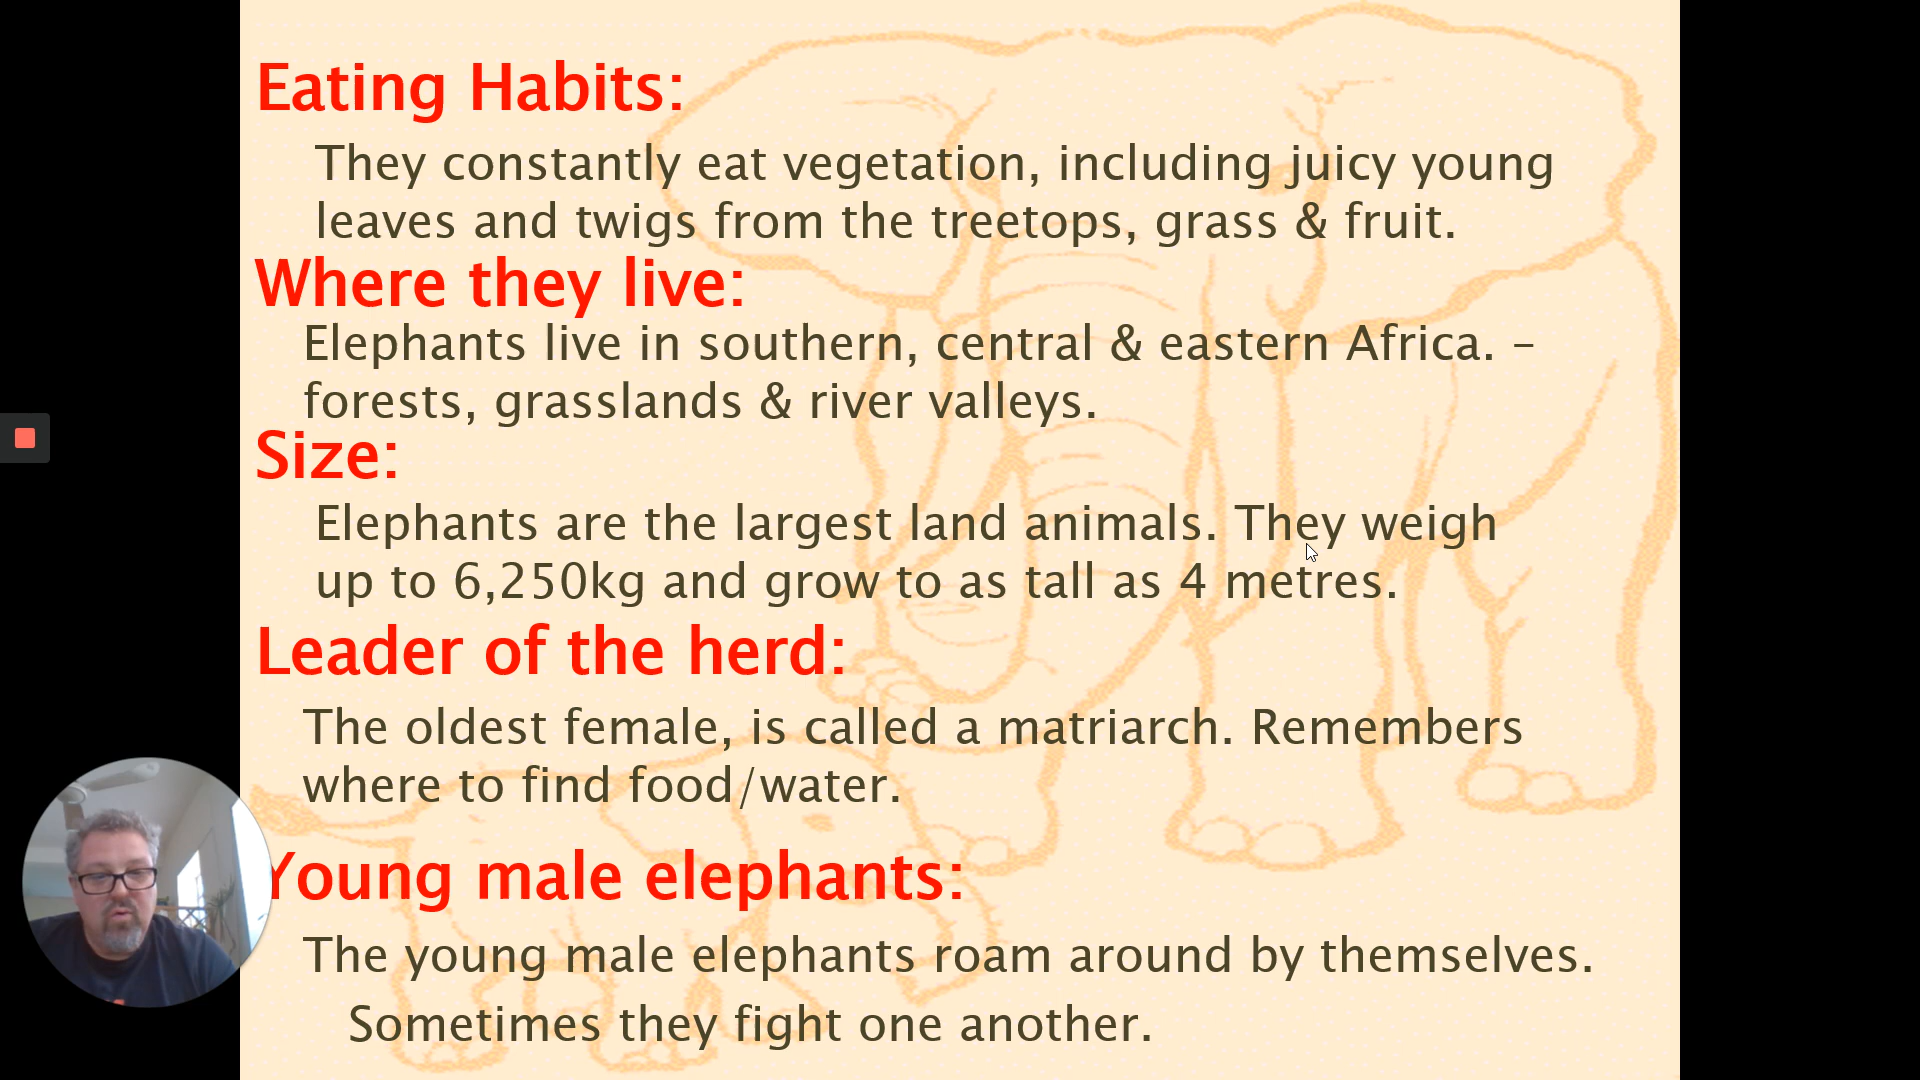 Eating Habits:
They constantly eat vegetation, including juicy young
leaves and twigs from the treetops, grass & fruit.
Where they live:
Elephants live in southern, central & eastern Africa. –
forests, grasslands & river valleys.
Size:
Elephants are the largest land animals. They weigh
up to 6,250kg and grow to as tall as 4 metres.
Leader of the herd:
The oldest female, is called a matriarch. Remembers
where to find food/water.
Young male elephants:
The young male elephants roam around by themselves.
Sometimes they fight one another.